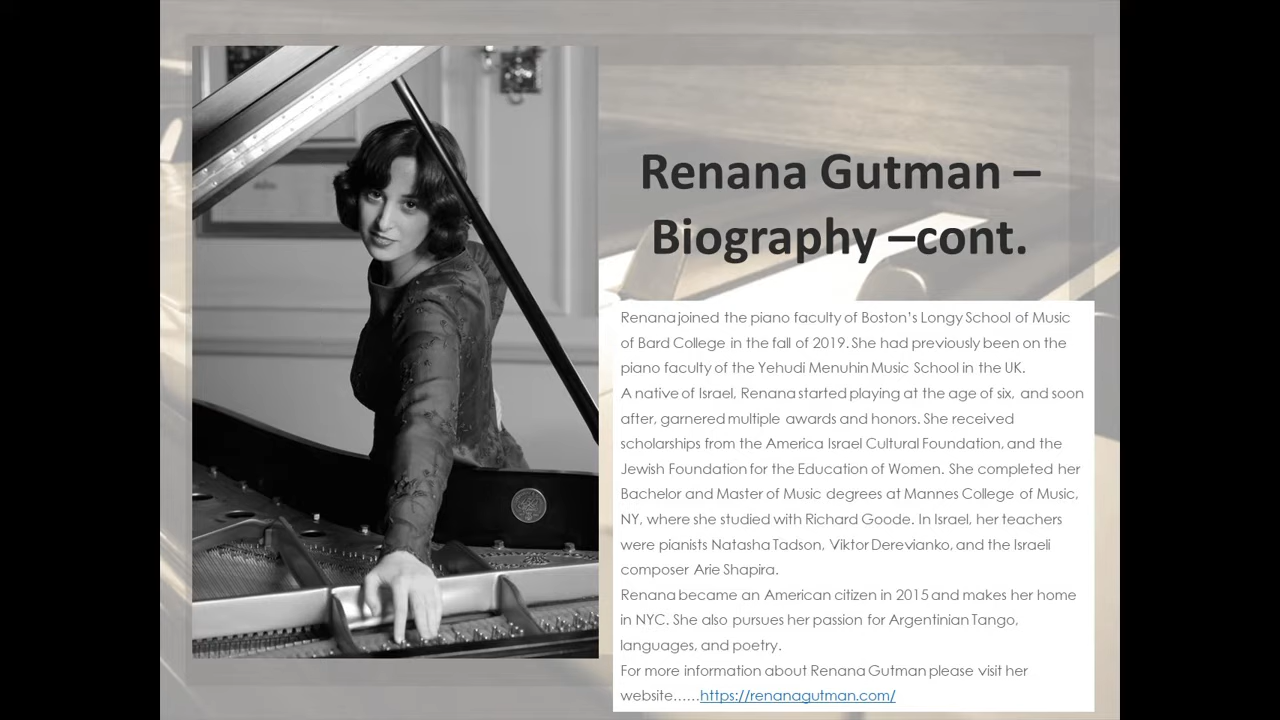 Renana Gutman –
Biography –cont.
Renana joined the piano faculty of Boston's Longy School of Music
of Bard College in the fall of 2019. She had previously been on the
piano faculty of the Yehudi Menuhin Music School in the UK.
A native of Israel, Renana started playing at the age of six, and soon
after, garnered multiple awards and honors. She received
scholarships from the America Israel Cultural Foundation, and the
Jewish Foundation for the Education of Women. She completed her
Bachelor and Master of Music degrees at Mannes College of Music,
NY, where she studied with Richard Goode. In Israel, her teachers
were pianists Natasha Tadson, Viktor Derevianko, and the Israeli
composer Arie Shapira.
Renana became an American citizen in 2015 and makes her home
in NYC. She also pursues her passion for Argentinian Tango,
languages, and poetry.
For more information about Renana Gutman please visit her
website……https://renanagutman.com/